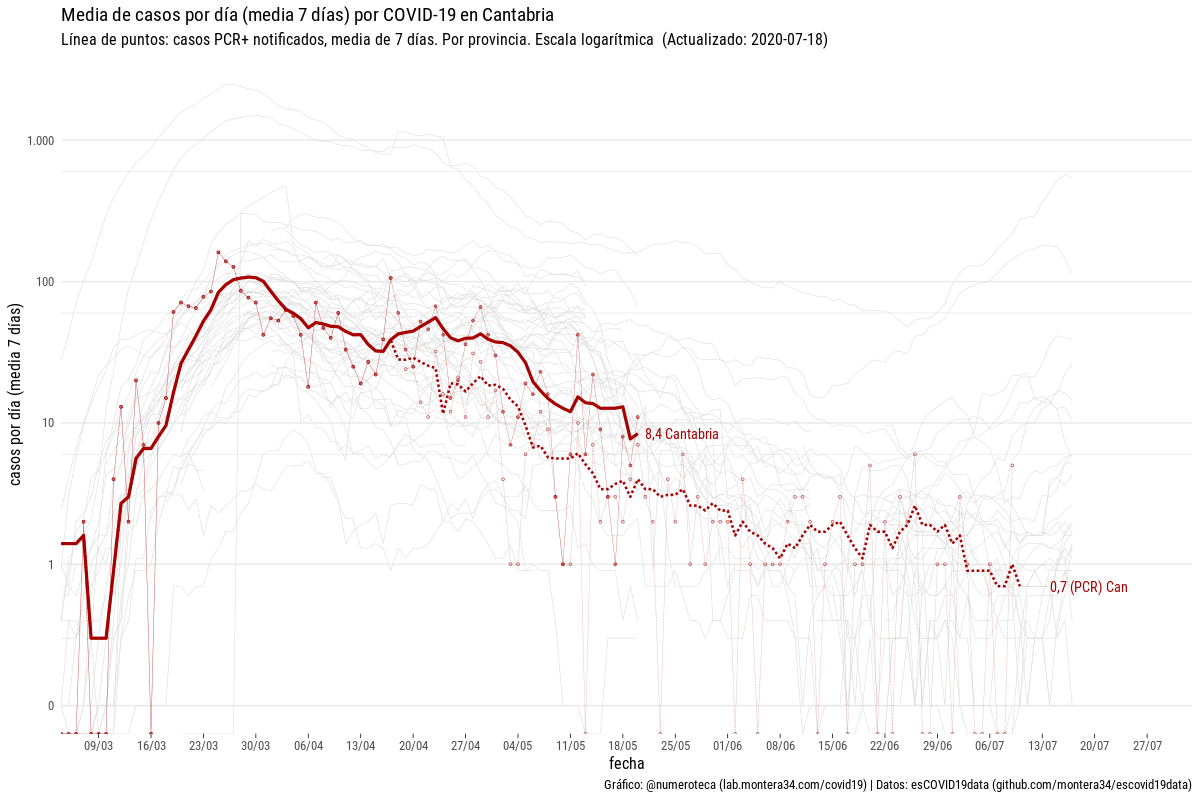 Media de casos por día (media 7 días) por COVID-19 en Cantabria
Línea de puntos: casos PCR+ notificados, media de 7 días. Por provincia. Escala logarítmica (Actualizado: 2020-07-18)
casos por día (media 7 días)
1.000
100
10
1
0
8,4 Cantabria
0,7 (PCR) Can
09/03 16/03 23/03 30/03 06/04 13/04 20/04 27/04 04/05 11/05 18/05 25/05 01/06 08/06 15/06 22/06 29/06 06/07 13/07 20/07 27/07
fecha
Gráfico: @numeroteca (lab.montera34.com/covid19) | Datos: esCOVID19data (github.com/montera34/escovid19data)